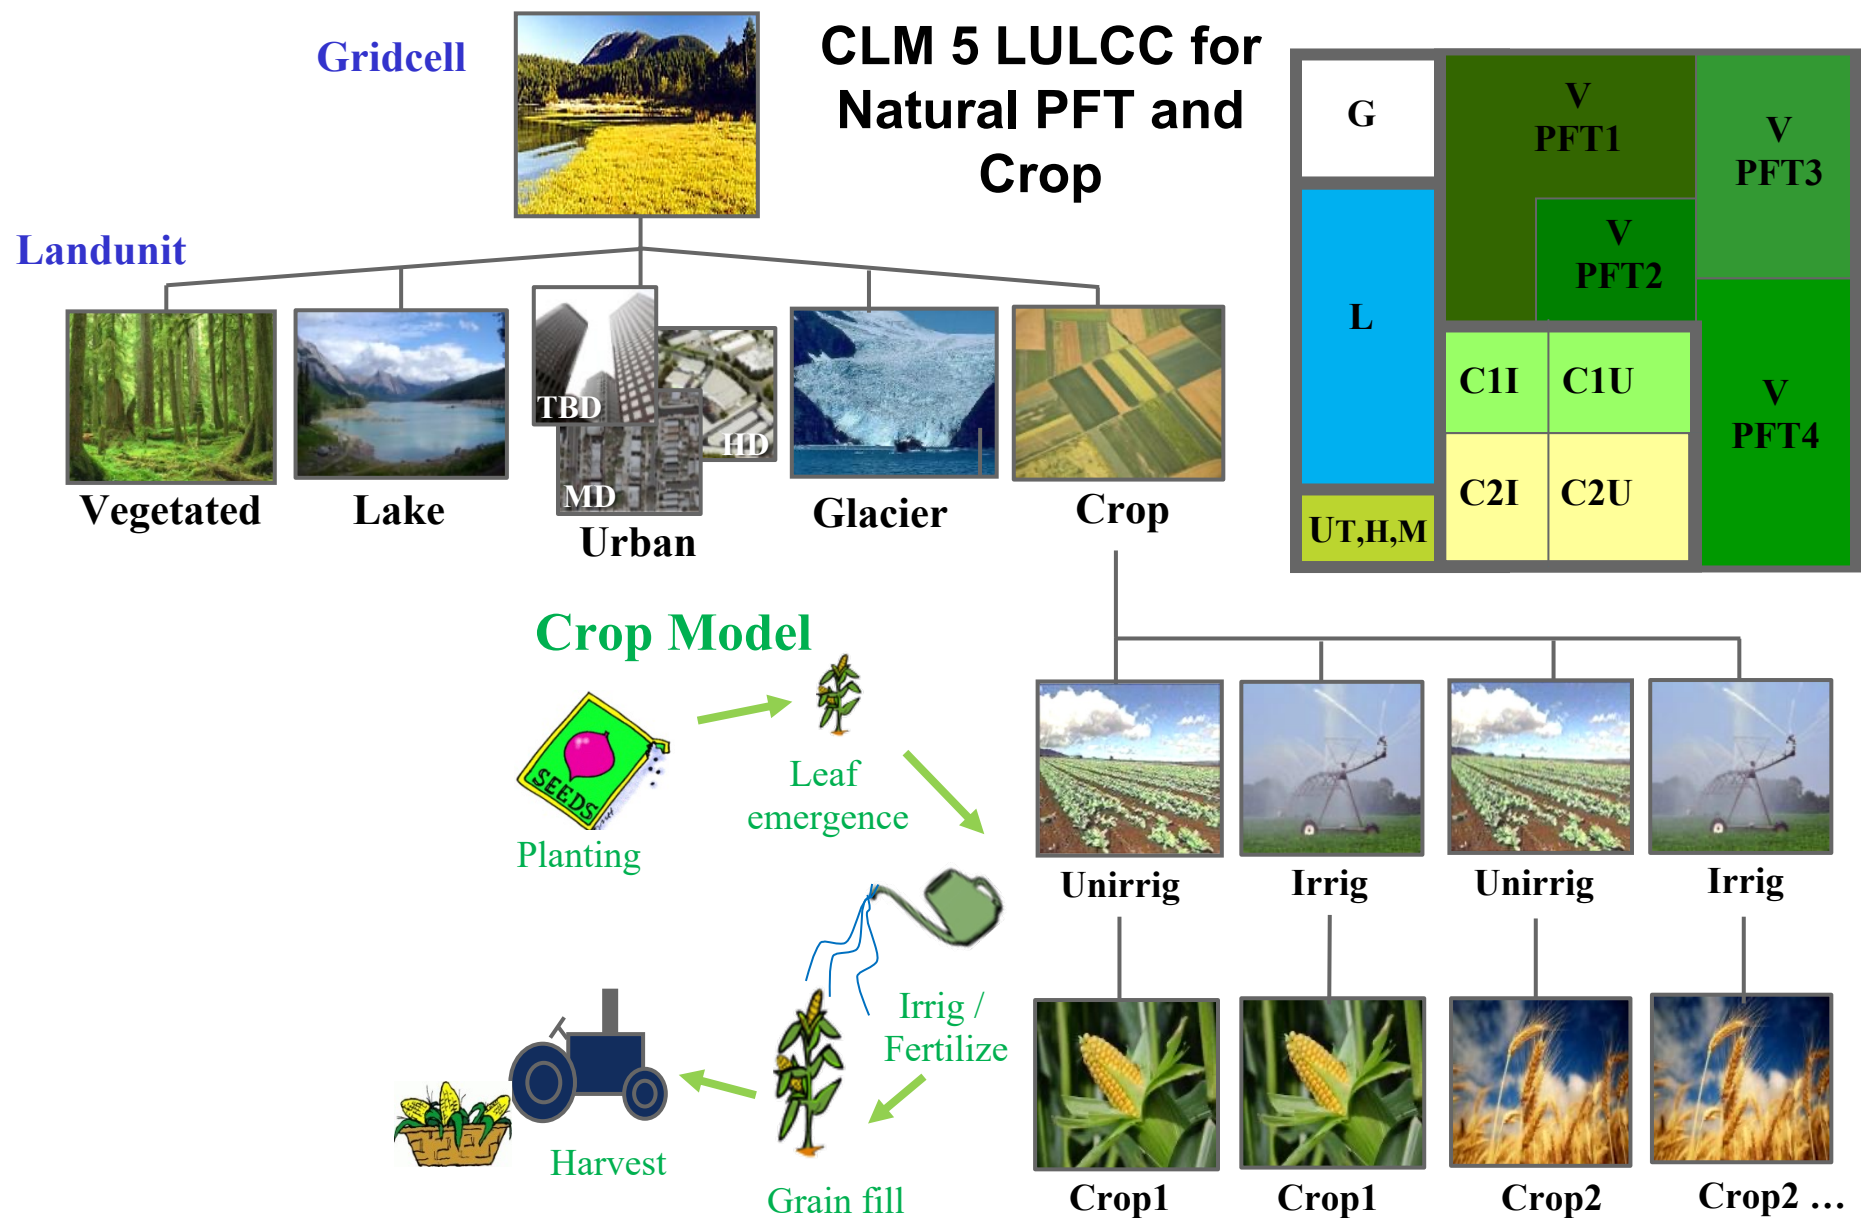 Gridcell
CLM 5 LULCC for
Natural PFT and
Crop
Landunit
TBD
HD
MD
Vegetated
Lake
Urban
Glacier
Crop
G
L
UT,H,M
V
PFT1
V
PFT2
V
PFT3
V
PFT4
C1I
C1U
C2I
C2U
Crop Model
SEEDS
Planting
Leaf
emergence
Irrig /
Fertilize
Grain fill
Harvest
Unirrig
Irrig
Unirrig
Irrig
Crop1
Crop1
Crop2
Crop2 ...